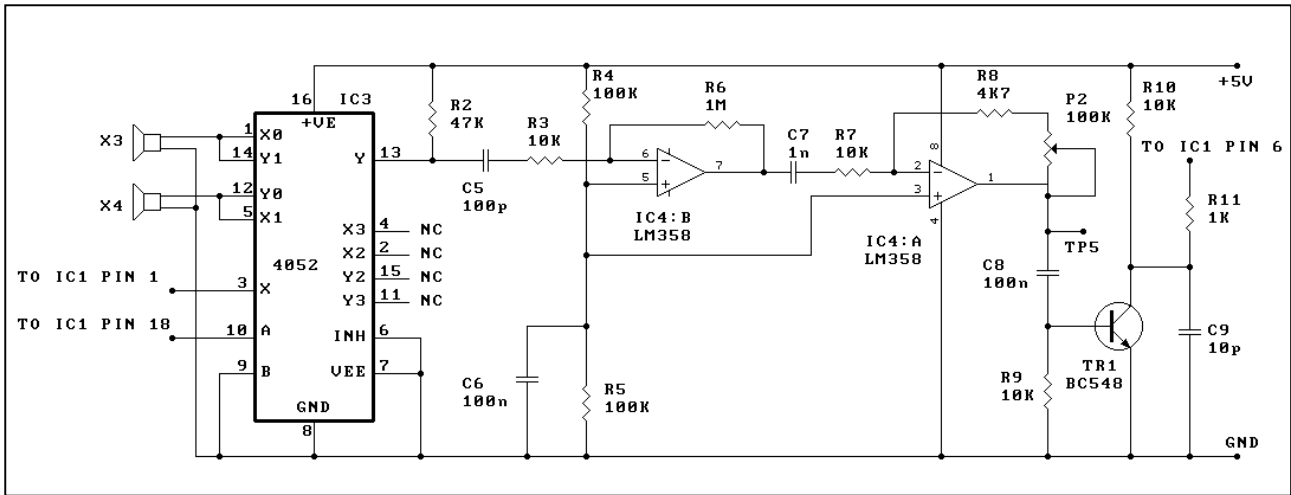 +5V
R4
100K
R8
4K7
R10
10K
16
IC3
R2
47K
R6
1M
P2
100K
+VE
X3
1
X0
R3
10K
C7
1n
R7
10K
8
TO IC1 PIN 6
14
Y1
Y
13
6
-
7
2
-
1
X4
12
Y0
5
X1
C5
100p
5
+
3
+
R11
1K
IC4:B
LM358
4
X3
4
NC
X2
2
NC
Y2
15
NC
Y3
11
NC
IC4:A
LM358
TP5
4052
C8
100n
TO IC1 PIN 1
3
X
TO IC1 PIN 18
10
A
INH
6
9
B
VEE
7
C6
100n
R5
100K
R9
10K
TR1
BC548
C9
10p
GND
8
GND